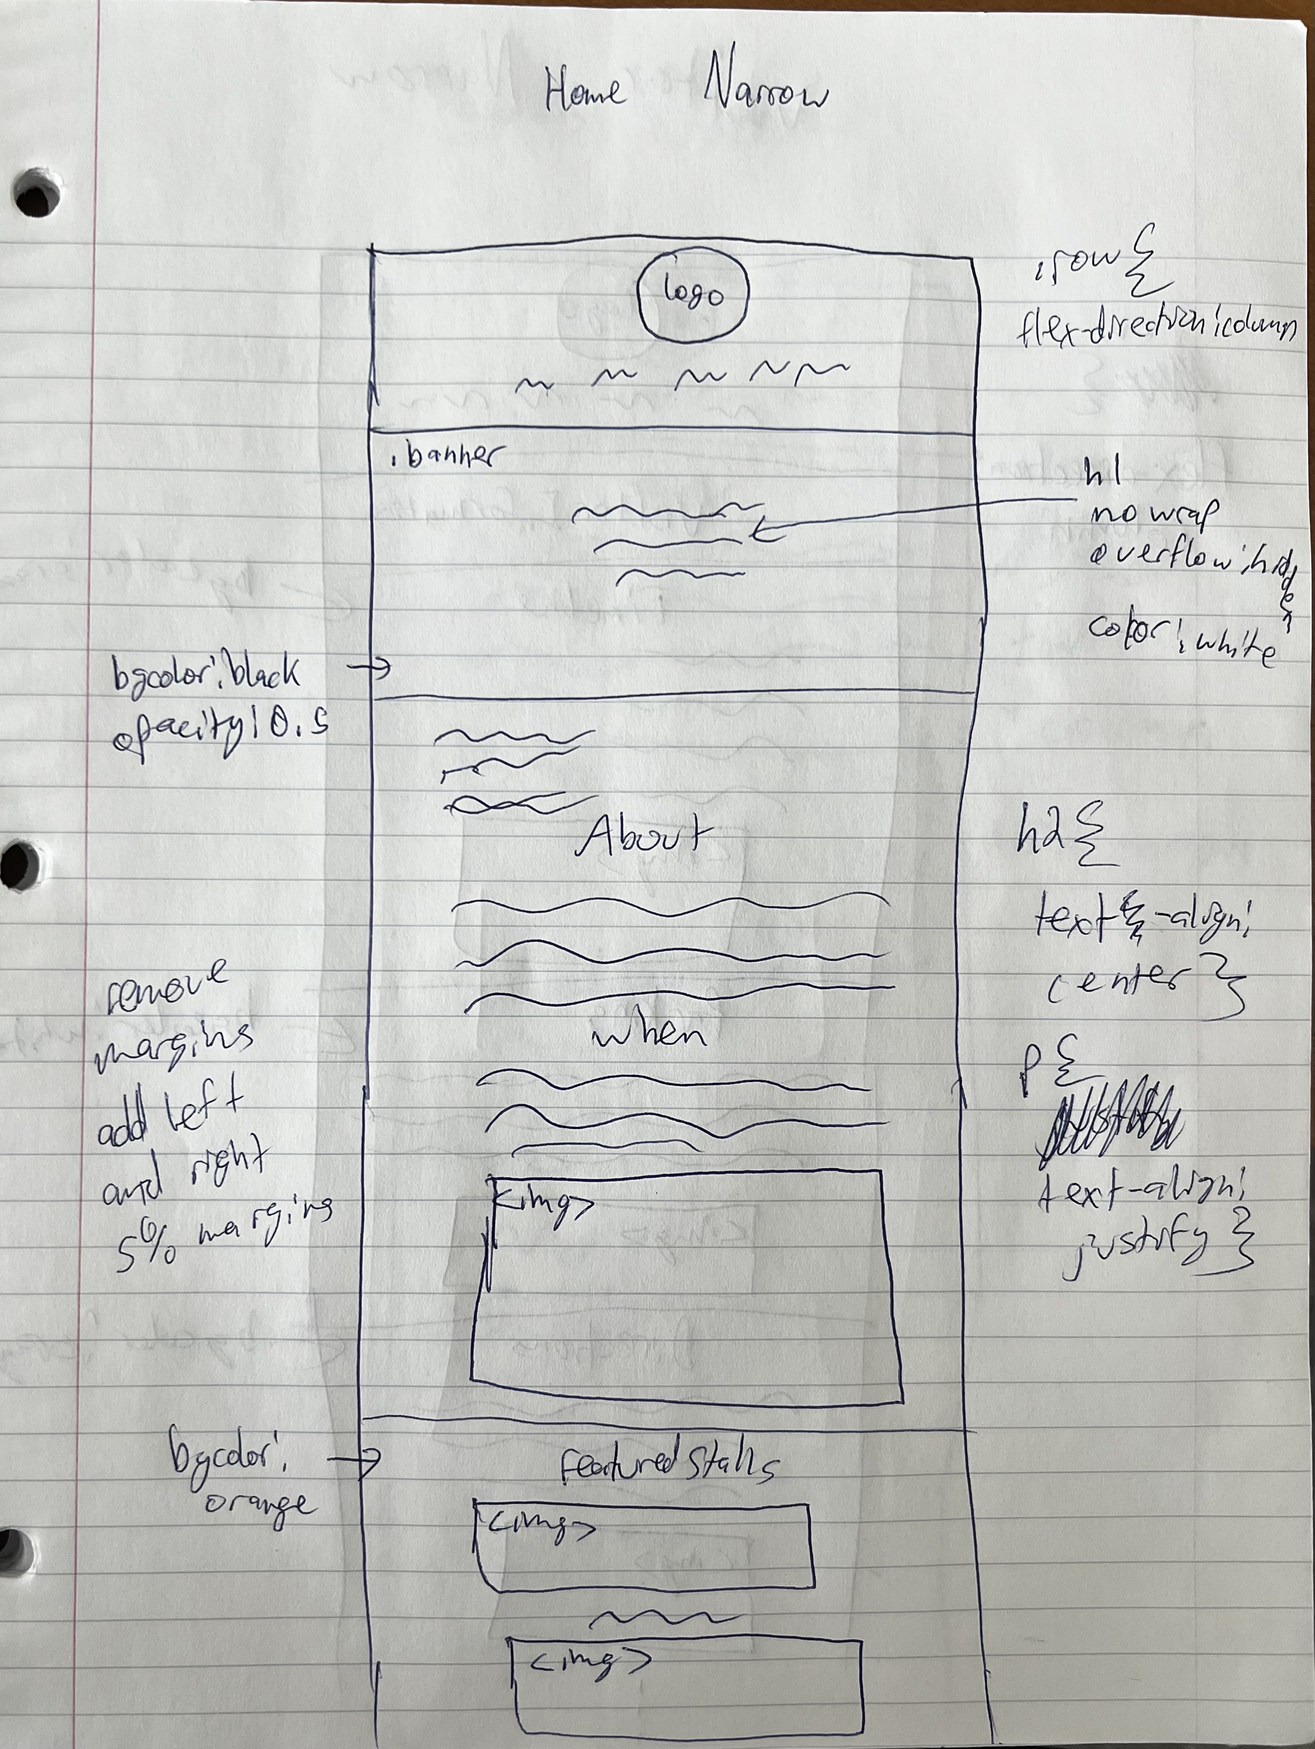 Home Narrow
logo
.row{
flex-direction:column
.banner
h1
no wrap
overflow:hidden
color:white
bgcolor:black
opacity:0.5
About
h2{
text-align:
center}
remove
margins
add left
and right
5% margins
when
p{
text-align:
justify}
<img>
bgcolor:
orange
Featured Stalls
<img>
<img>